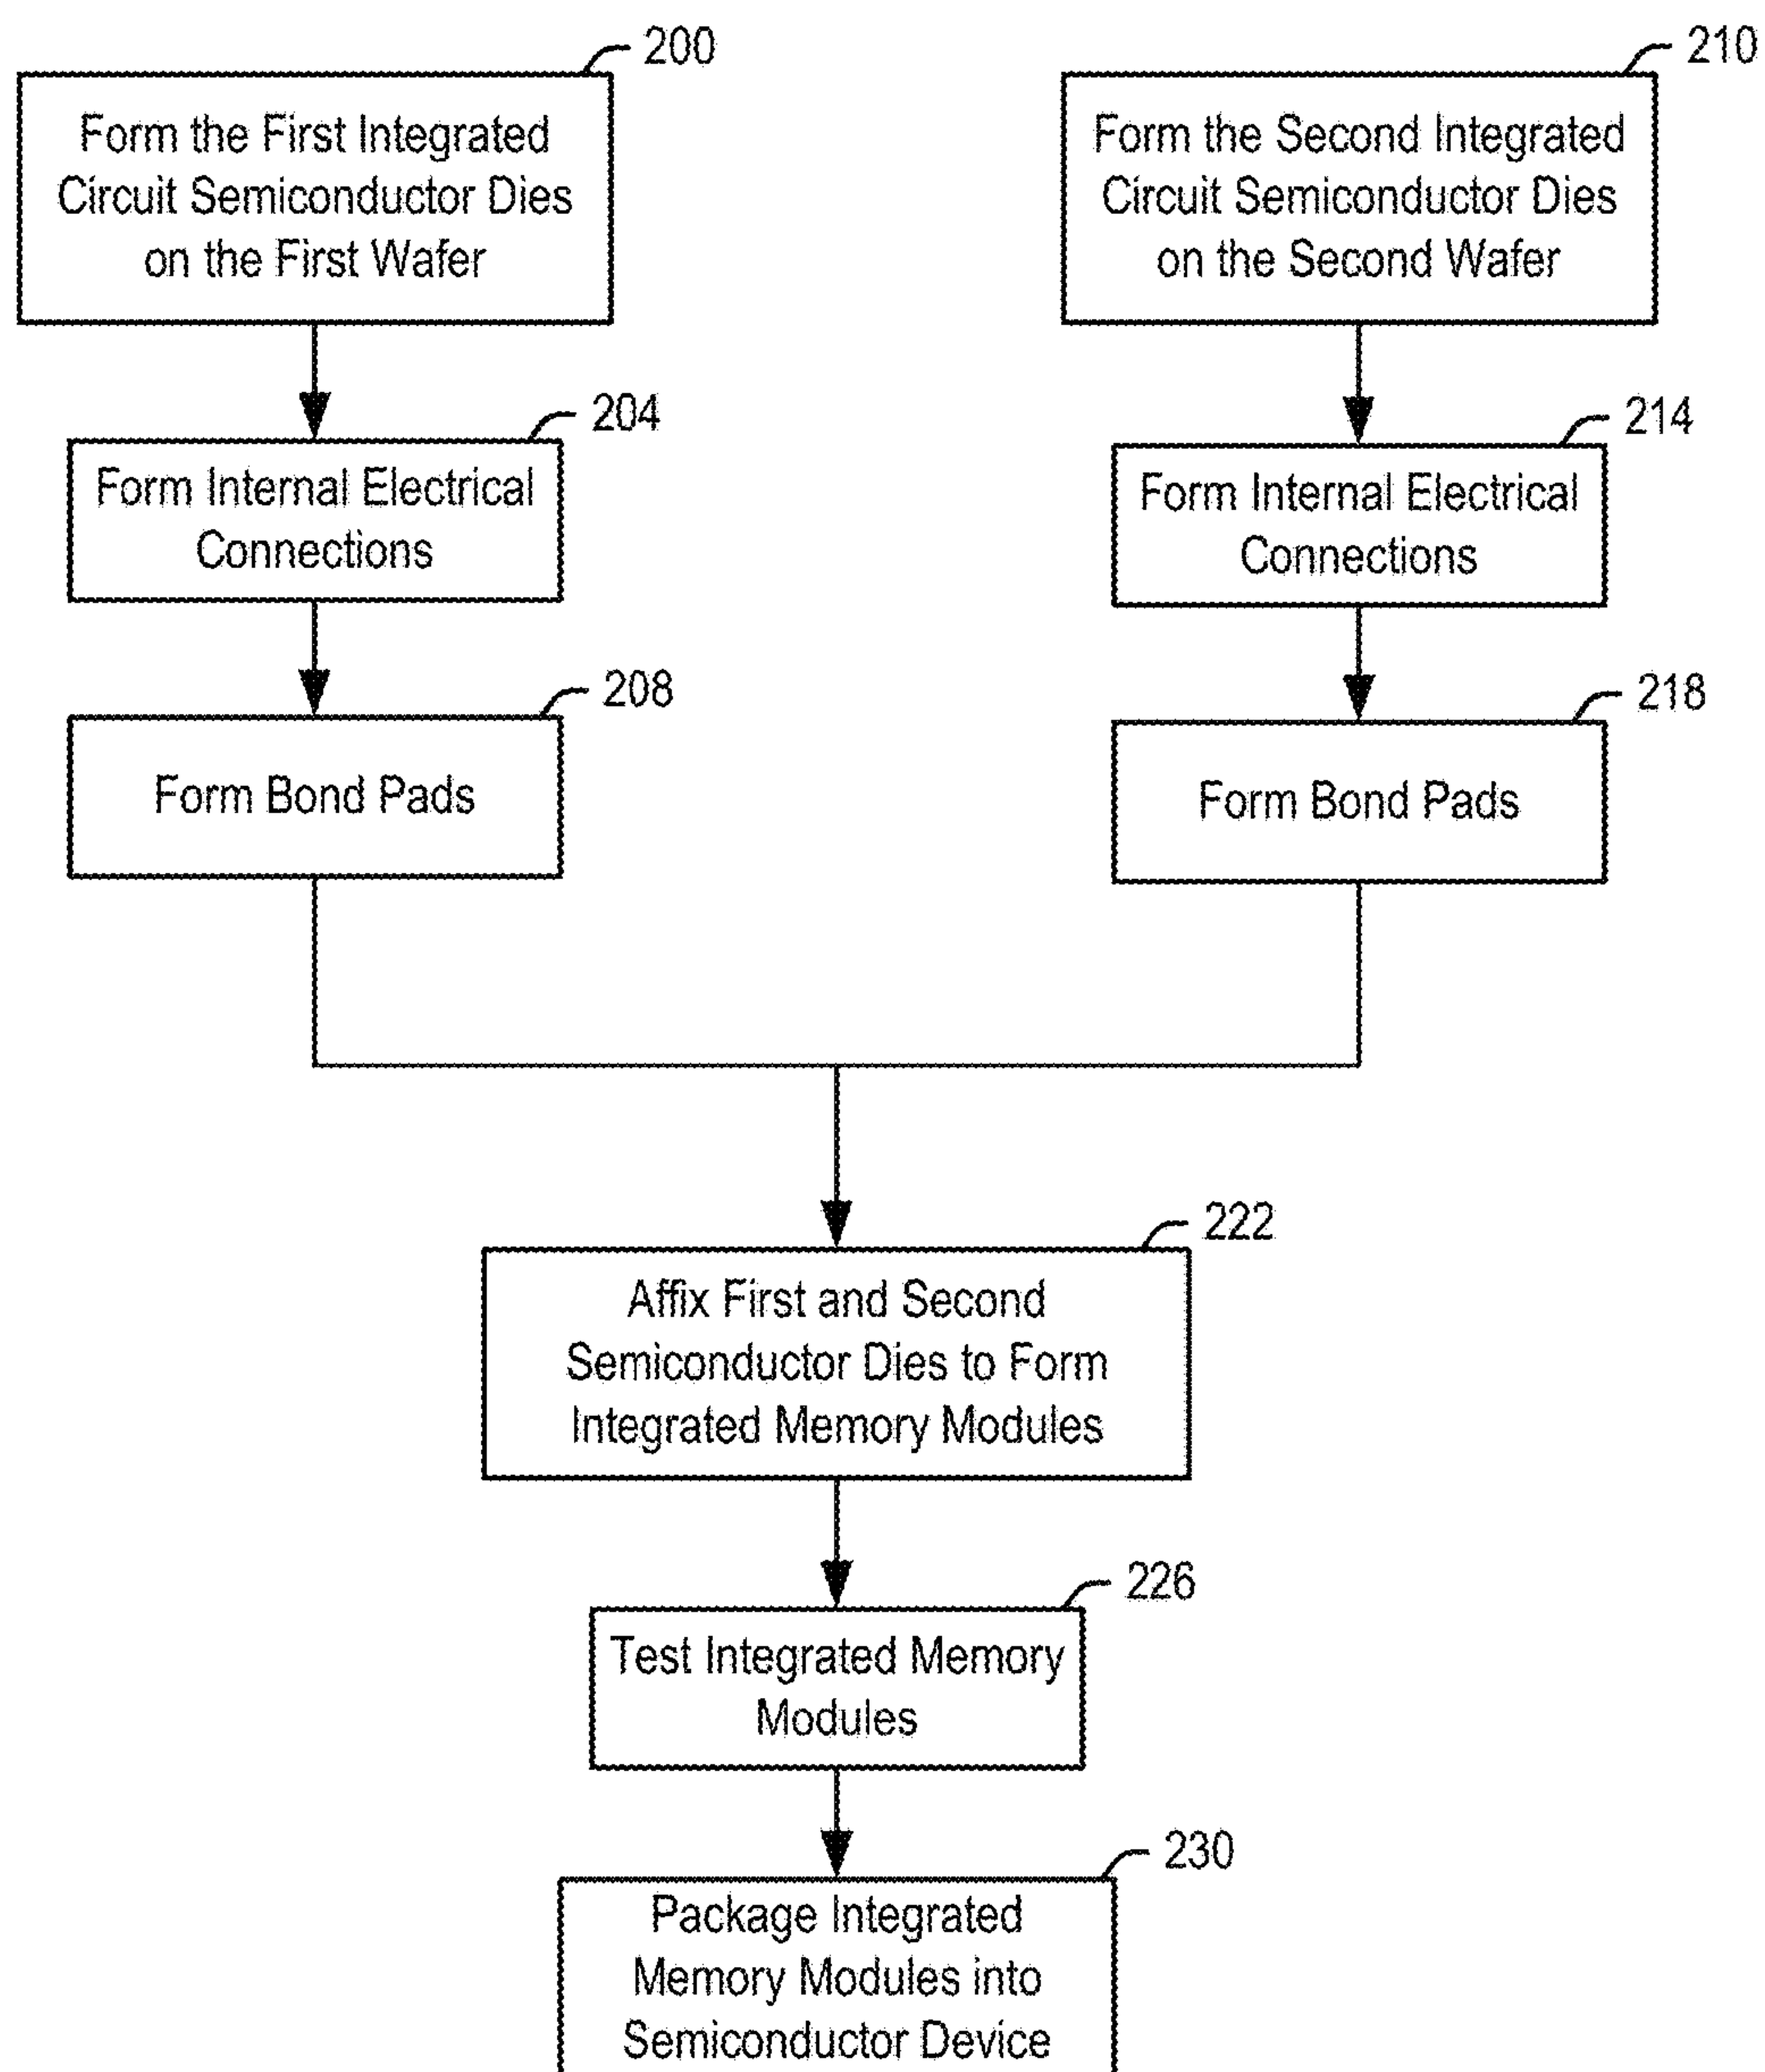 200
Form the First Integrated
Circuit Semiconductor Dies
on the First Wafer
210
Form the Second Integrated
Circuit Semiconductor Dies
on the Second Wafer
204
Form Internal Electrical
Connections
214
Form Internal Electrical
Connections
208
Form Bond Pads
218
Form Bond Pads
222
Affix First and Second
Semiconductor Dies to Form
Integrated Memory Modules
226
Test Integrated Memory
Modules
230
Package Integrated
Memory Modules into
Semiconductor Device